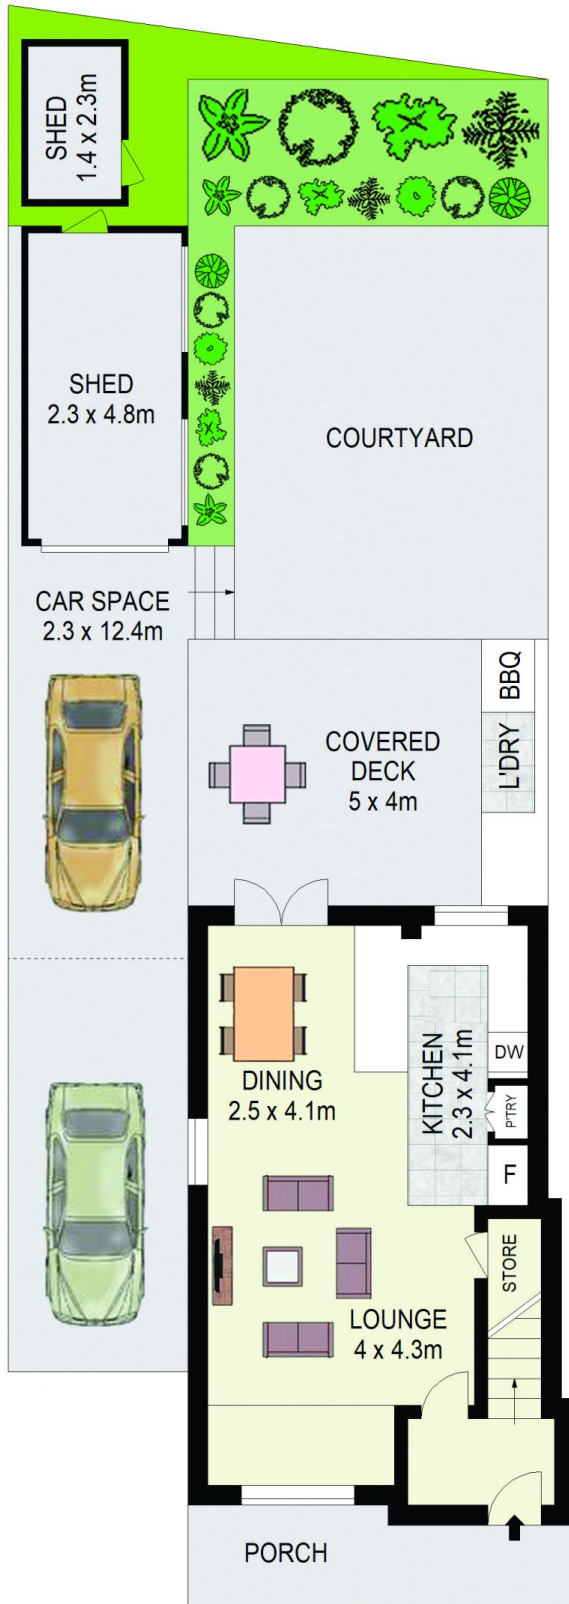 SHED
1.4 x 2.3m
SHED
2.3 x 4.8m
COURTYARD
CAR SPACE
2.3 x 12.4m
BBQ
L'DRY
COVERED
DECK
5 x 4m
DINING
2.5 x 4.1m
KITCHEN
2.3 x 4.1m
DW
P'TRY
F
STORE
LOUNGE
4 x 4.3m
PORCH